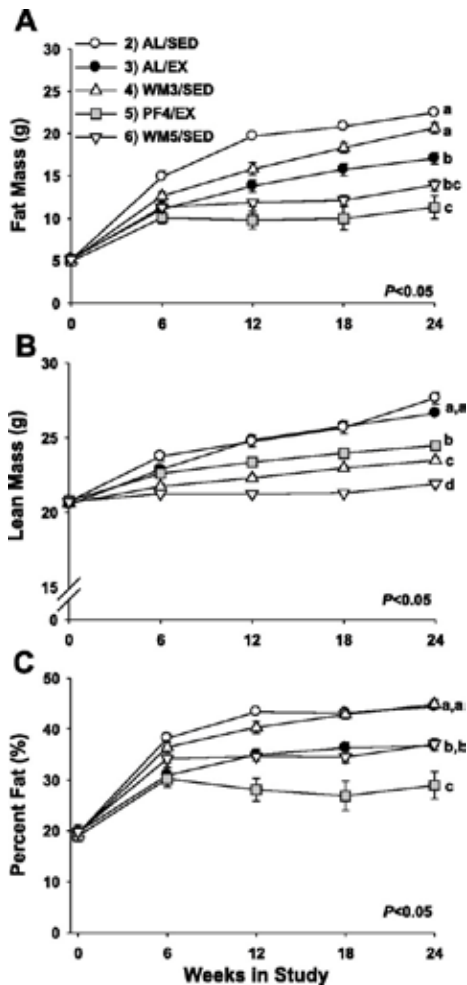 A
2) AL/SED
3) AL/EX
4) WM3/SED
5) PF4/EX
6) WM5/SED
Fat Mass (g)
30
25
20
15
10
5
0
a
a
b
bc
c
P<0.05
0 6 12 18 24
B
Lean Mass (g)
30
25
20
15
0
a,a
b
c
d
P<0.05
0 6 12 18 24
C
Percent Fat (%)
50
40
30
20
10
0
a,a
b,b
c
P<0.05
0 6 12 18 24
Weeks in Study